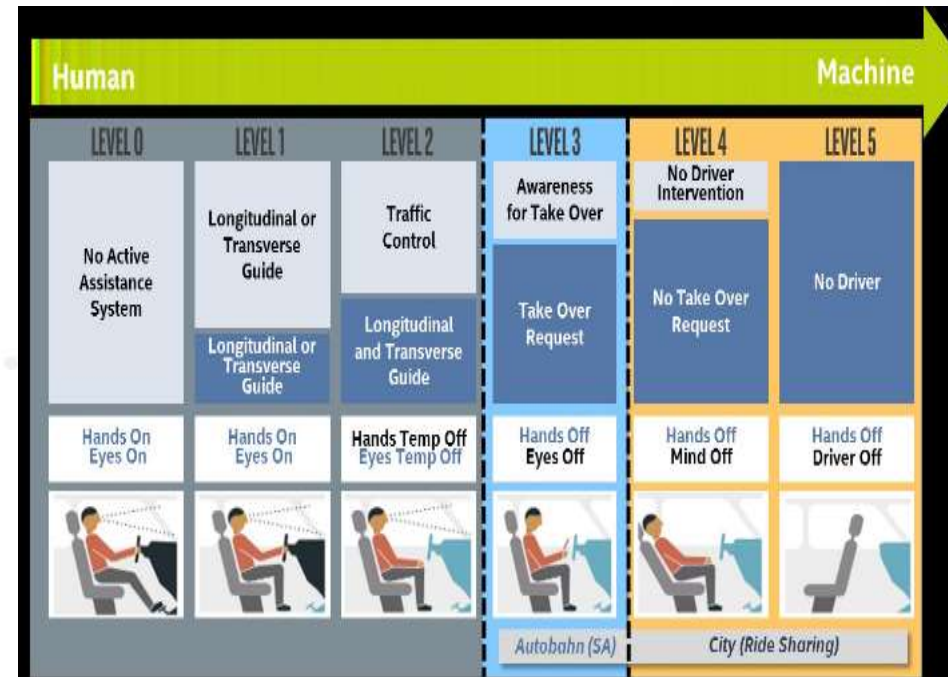 Human
Machine
LEVEL 0
No Active
Assistance
System
Hands On
Eyes On
LEVEL 1
Longitudinal or
Transverse
Guide
Longitudinal or
Transverse
Guide
Hands On
Eyes On
LEVEL 2
Traffic
Control
Longitudinal
and Transverse
Guide
Hands Temp Off
Eyes Temp Off
LEVEL 3
Awareness
for Take Over
Take Over
Request
Hands Off
Eyes Off
LEVEL 4
No Driver
Intervention
No Take Over
Request
Hands Off
Mind Off
LEVEL 5
No Driver
Hands Off
Driver Off
Autobahn (SA)
City (Ride Sharing)